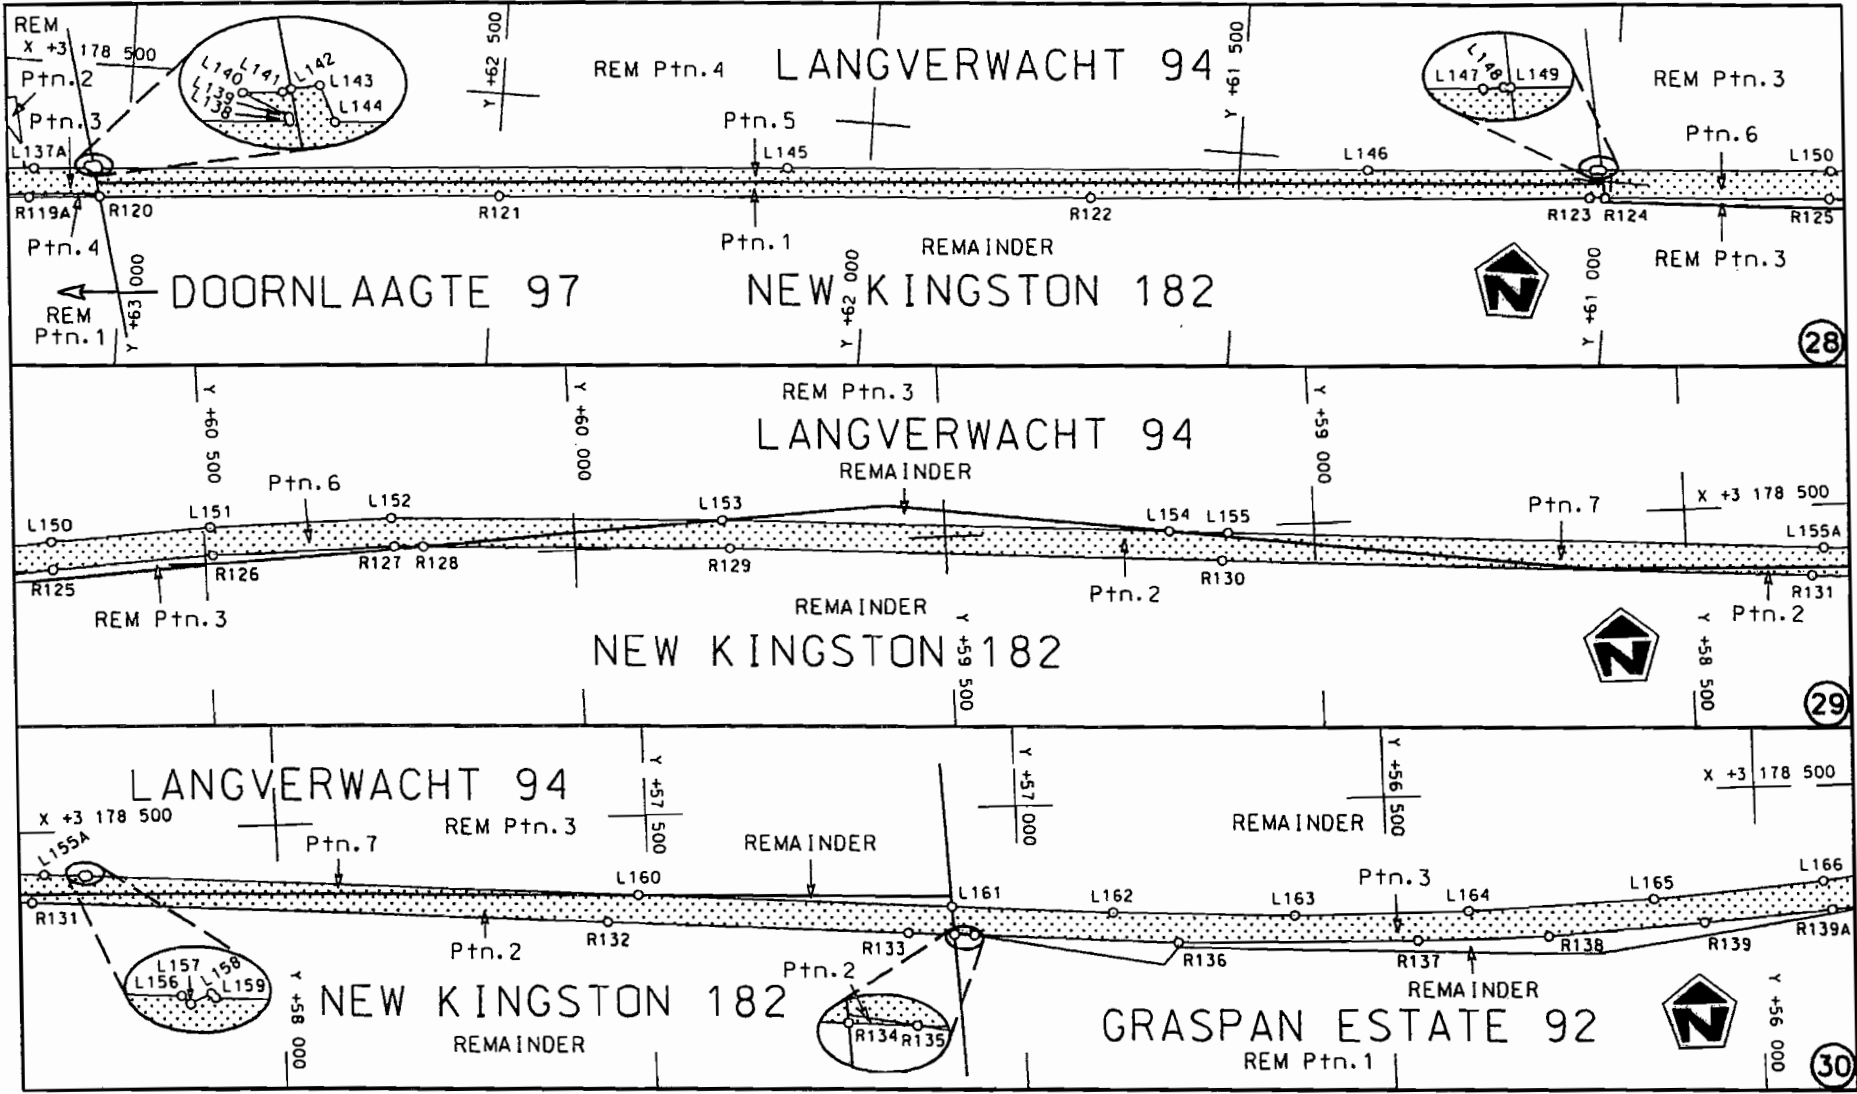 REM
X +3 178 500
Ptn.2
Ptn.3
L137A
R119A
R120
Ptn.4
REM
Ptn.1
Y +63 000
DOORNLAAGTE 97
L138
L139
L140
L141
L142
L143
L144
Y +62 500
REM Ptn.4
LANGVERWACHT 94
Ptn.5
L145
R121
Ptn.1
Y +62 000
REMAINDER
NEW KINGSTON 182
R122
Y +61 500
L146
L147
L148
L149
REM Ptn.3
Ptn.6
L150
R123
R124
R125
REM Ptn.3
Y +61 000
N
28
Y +60 500
Y +60 000
REM Ptn.3
LANGVERWACHT 94
REMAINDER
Y +59 000
Ptn.6
L150
L151
L152
L153
L154
L155
Ptn.7
X +3 178 500
L155A
R125
R126
R127
R128
R129
R130
R131
REM Ptn.3
Ptn.2
Ptn.2
REMAINDER
NEW KINGSTON 182
Y +59 500
Y +58 500
N
29
LANGVERWACHT 94
X +3 178 500
REM Ptn.3
Y +57 500
Y +57 000
Y +56 500
X +3 178 500
L155A
Ptn.7
REMAINDER
REMAINDER
L160
L161
L162
L163
Ptn.3
L164
L165
L166
R131
R132
R133
R136
R137
R138
R139
R139A
Ptn.2
L156
L157
L158
L159
Y +58 000
NEW KINGSTON 182
REMAINDER
Ptn.2
R134
R135
REMAINDER
GRASPAN ESTATE 92
REM Ptn.1
N
Y +56 000
30